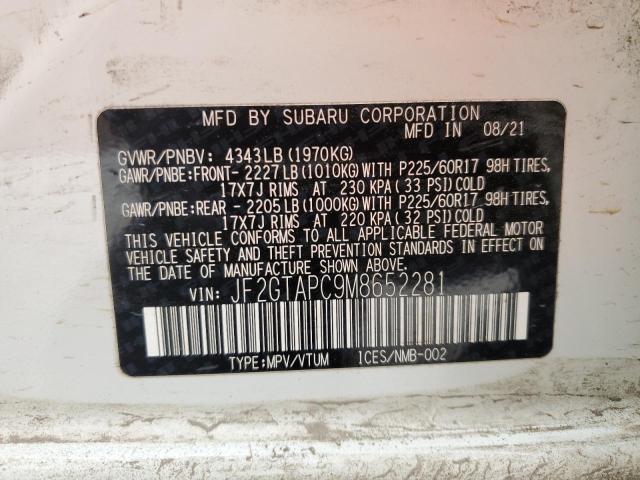 MFD BY SUBARU CORPORATION
MFD IN 08/21
GVWR/PNBV: 4343LB (1970KG)
GAWR/PNBE:FRONT- 2227 LB (1010KG) WITH P225/60R17 98H TIRES,
17X7J RIMS AT 230 KPA ( 33 PSI) COLD
GAWR/PNBE:REAR - 2205 LB (1000KG) WITH P225/60R17 98H TIRES,
17X7J RIMS AT 220 KPA ( 32 PSI) COLD
THIS VEHICLE CONFORMS TO ALL APPLICABLE FEDERAL MOTOR
VEHICLE SAFETY AND THEFT PREVENTION STANDARDS IN EFFECT
ON THE DATE OF MANUFACTURE SHOWN ABOVE.
VIN: JF2GTAPC9M8652281
TYPE:MPV/VTUM ICES/NMB-002